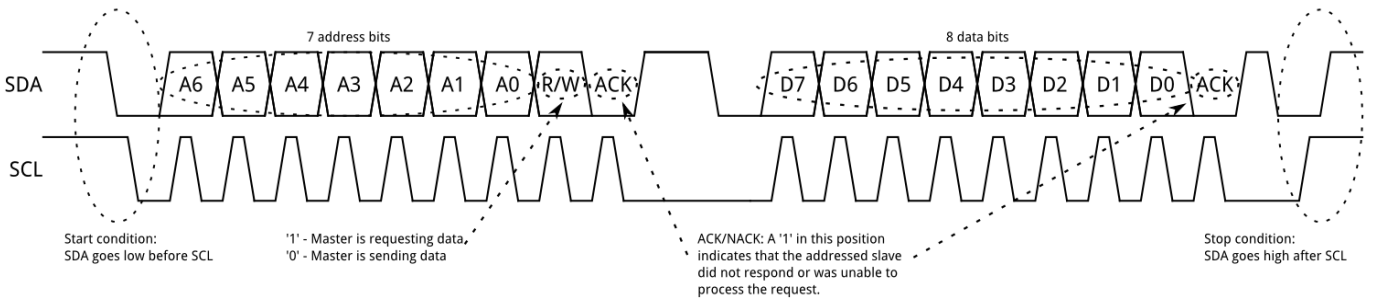 7 address bits
8 data bits
SDA
A6 A5 A4 A3 A2 A1 A0 R/W ACK
D7 D6 D5 D4 D3 D2 D1 D0 ACK
SCL
Start condition:
SDA goes low before SCL
'1' - Master is requesting data
'0' - Master is sending data
ACK/NACK: A '1' in this position
indicates that the addressed slave
did not respond or was unable to
process the request.
Stop condition:
SDA goes high after SCL